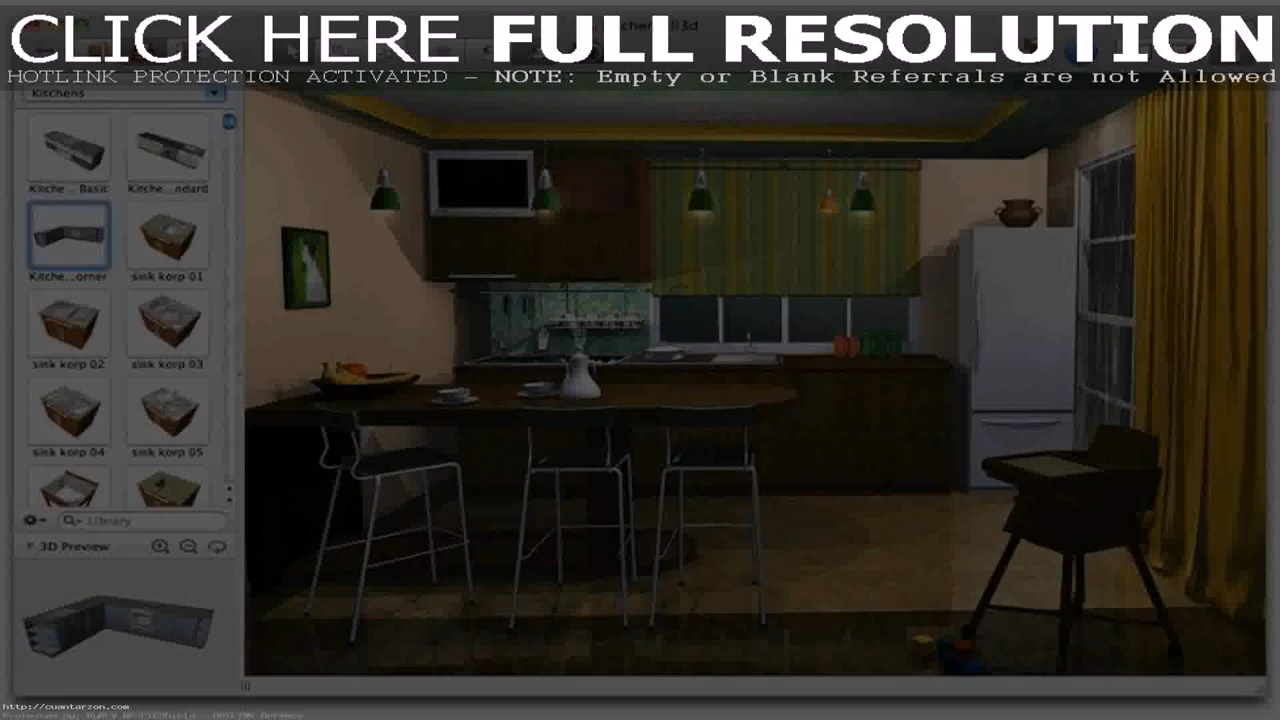 CLICK HERE FULL RESOLUTION
HOTLINK PROTECTION ACTIVATED – NOTE: Empty or Blank Referrals are not Allowed
Kitchens
Kitche... Basic
Kitche...ndard
Kitche...orner
sink korp 01
sink korp 02
sink korp 03
sink korp 04
sink korp 05
Library
3D Preview
http://cuantarzon.com